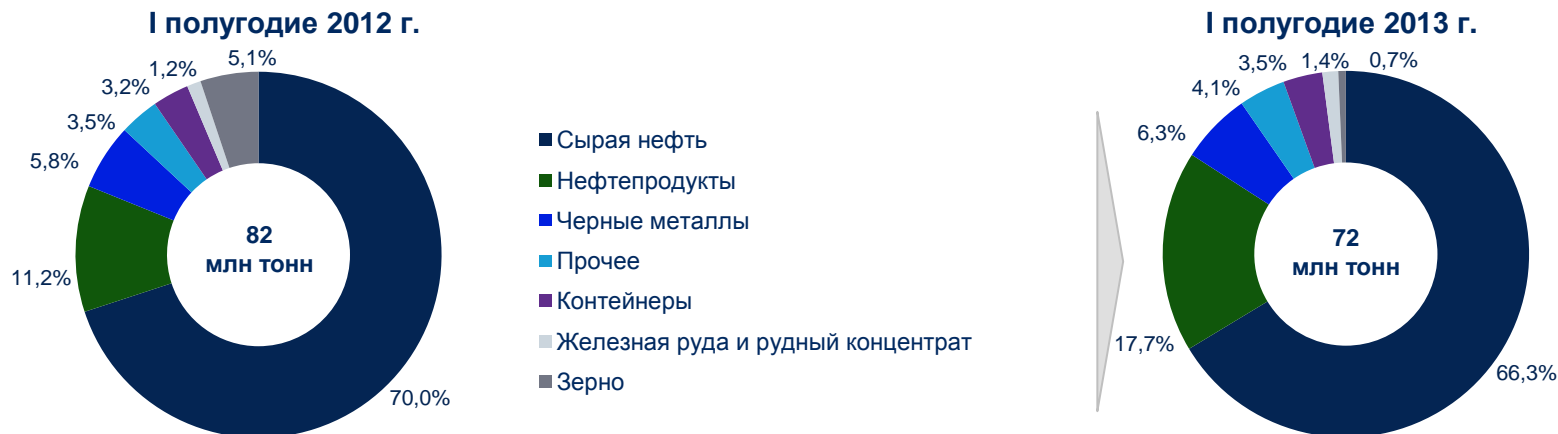 I полугодие 2012 г.
5,1%
1,2%
3,2%
3,5%
5,8%
11,2%
70,0%
82
млн тонн
Сырая нефть
Нефтепродукты
Черные металлы
Прочее
Контейнеры
Железная руда и рудный концентрат
Зерно
I полугодие 2013 г.
0,7%
1,4%
3,5%
4,1%
6,3%
17,7%
66,3%
72
млн тонн